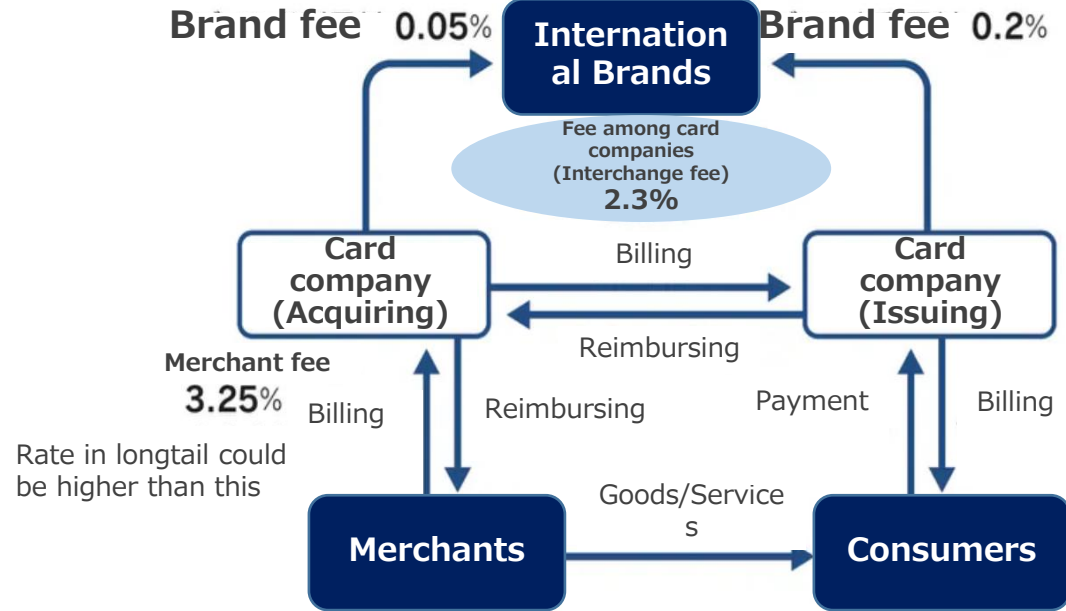 Brand fee 0.05%
Internation
al Brands
Brand fee 0.2%
Fee among card
companies
(Interchange fee)
2.3%
Card
company
(Acquiring)
Billing
Card
company
(Issuing)
Reimbursing
Merchant fee
3.25%
Billing
Reimbursing
Payment
Billing
Rate in longtail could
be higher than this
Goods/Service
s
Merchants
Consumers